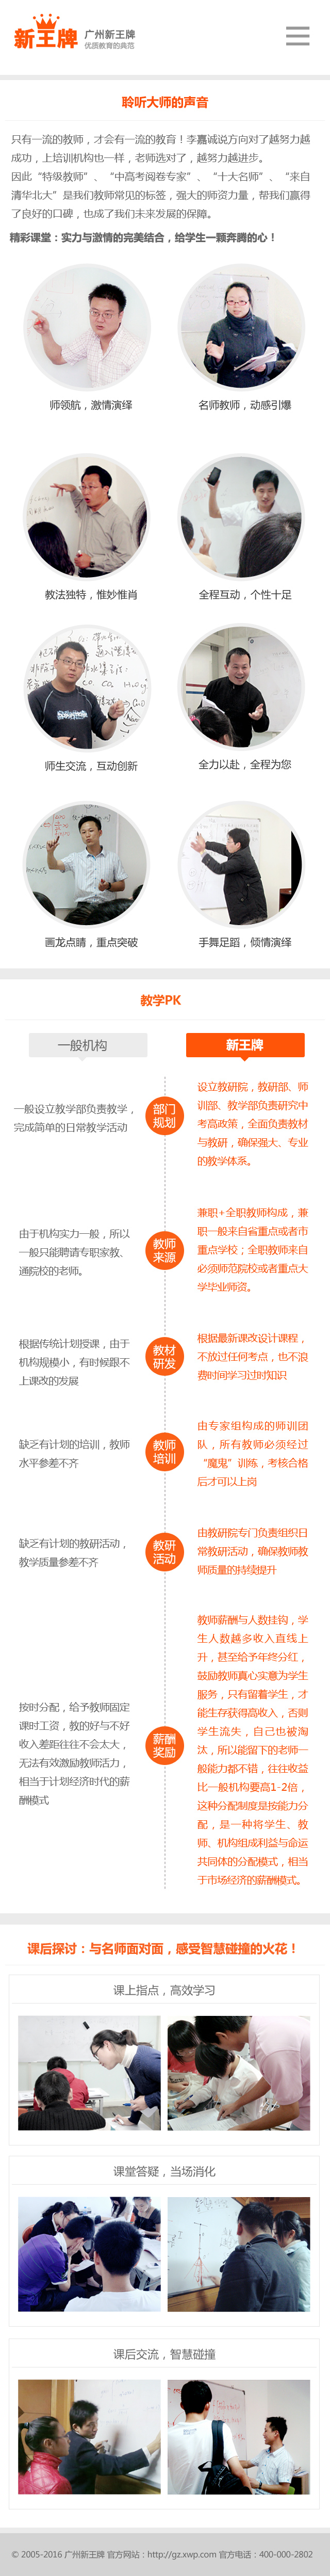 新王牌
广州新王牌
优质教育的典范
聆听大师的声音
只有一流的教师，才会有一流的教育！李嘉诚说方向对了越努力越
成功，上培训机构也一样，老师选对了，越努力越进步。
因此“特级教师”、“中高考阅卷专家”、“十大名师”、“来自
清华北大”是我们教师常见的标签，强大的师资力量，帮我们赢得
了良好的口碑，也成了我们未来发展的保障。
精彩课堂：实力与激情的完美结合，给学生一颗奔腾的心！
师领航，激情演绎
名师教师，动感引爆
教法独特，惟妙惟肖
全程互动，个性十足
师生交流，互动创新
全力以赴，全程为您
画龙点睛，重点突破
手舞足蹈，倾情演绎
教学PK
一般机构
新王牌
一般设立教学部负责教学，
完成简单的日常教学活动
部门
规划
设立教研院，教研部、师
训部、教学部负责研究中
考高政策，全面负责教材
与教研，确保强大、专业
的教学体系。
由于机构实力一般，所以
一般只能聘请专职家教、
通院校的老师。
教师
来源
兼职+全职教师构成，兼
职一般来自省重点或者市
重点学校；全职教师来自
必须师范院校或者重点大
学毕业师资。
根据传统计划授课，由于
机构规模小，有时候跟不
上课改的发展
教材
研发
根据最新课改设计课程，
不放过任何考点，也不浪
费时间学习过时知识
缺乏有计划的培训，教师
水平参差不齐
教师
培训
由专家组构成的师训团
队，所有教师必须经过
“魔鬼”训练，考核合格
后才可以上岗
缺乏有计划的教研活动，
教学质量参差不齐
教研
活动
由教研院专门负责组织日
常教研活动，确保教师教
师质量的持续提升
按时分配，给予教师固定
课时工资，教的好与不好
收入差距往往不会太大，
无法有效激励教师活力，
相当于计划经济时代的薪
酬模式
薪酬
奖励
教师薪酬与人数挂钩，学
生人数越多收入直线上
升，甚至给予年终分红，
鼓励教师真心实意为学生
服务，只有留着学生，才
能生存获得高收入，否则
学生流失，自己也被淘
汰，所以能留下的老师一
般能力都不错，往往收益
比一般机构要高1-2倍，
这种分配制度是按能力分
配，是一种将学生、教
师、机构组成利益与命运
共同体的分配模式，相当
于市场经济的薪酬模式。
课后探讨：与名师面对面，感受智慧碰撞的火花！
课上指点，高效学习
课堂答疑，当场消化
课后交流，智慧碰撞
© 2005-2016 广州新王牌 官方网站：http://gz.xwp.com 官方电话：400-000-2802